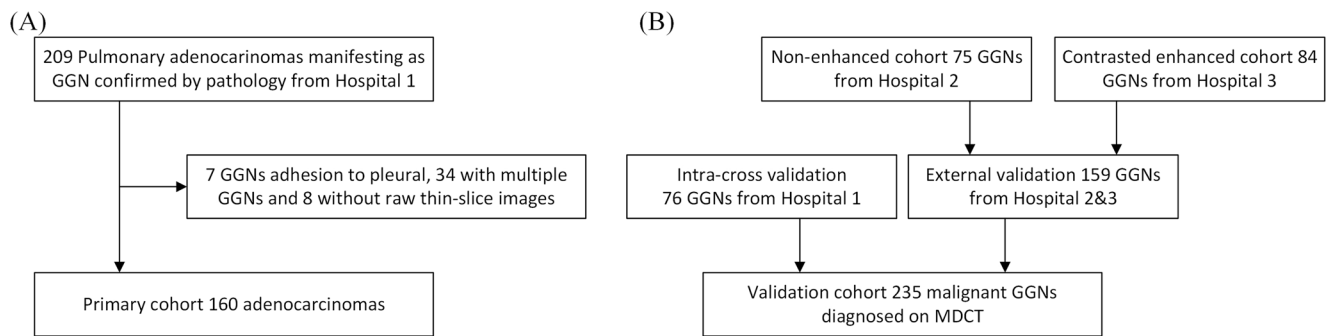 (A)
209 Pulmonary adenocarinomas manifesting as
GGN confirmed by pathology from Hospital 1
7 GGNs adhesion to pleural, 34 with multiple
GGNs and 8 without raw thin-slice images
Primary cohort 160 adenocarcinomas
(B)
Non-enhanced cohort 75 GGNs
from Hospital 2
Contrasted enhanced cohort 84
GGNs from Hospital 3
Intra-cross validation
76 GGNs from Hospital 1
External validation 159 GGNs
from Hospital 2&3
Validation cohort 235 malignant GGNs
diagnosed on MDCT